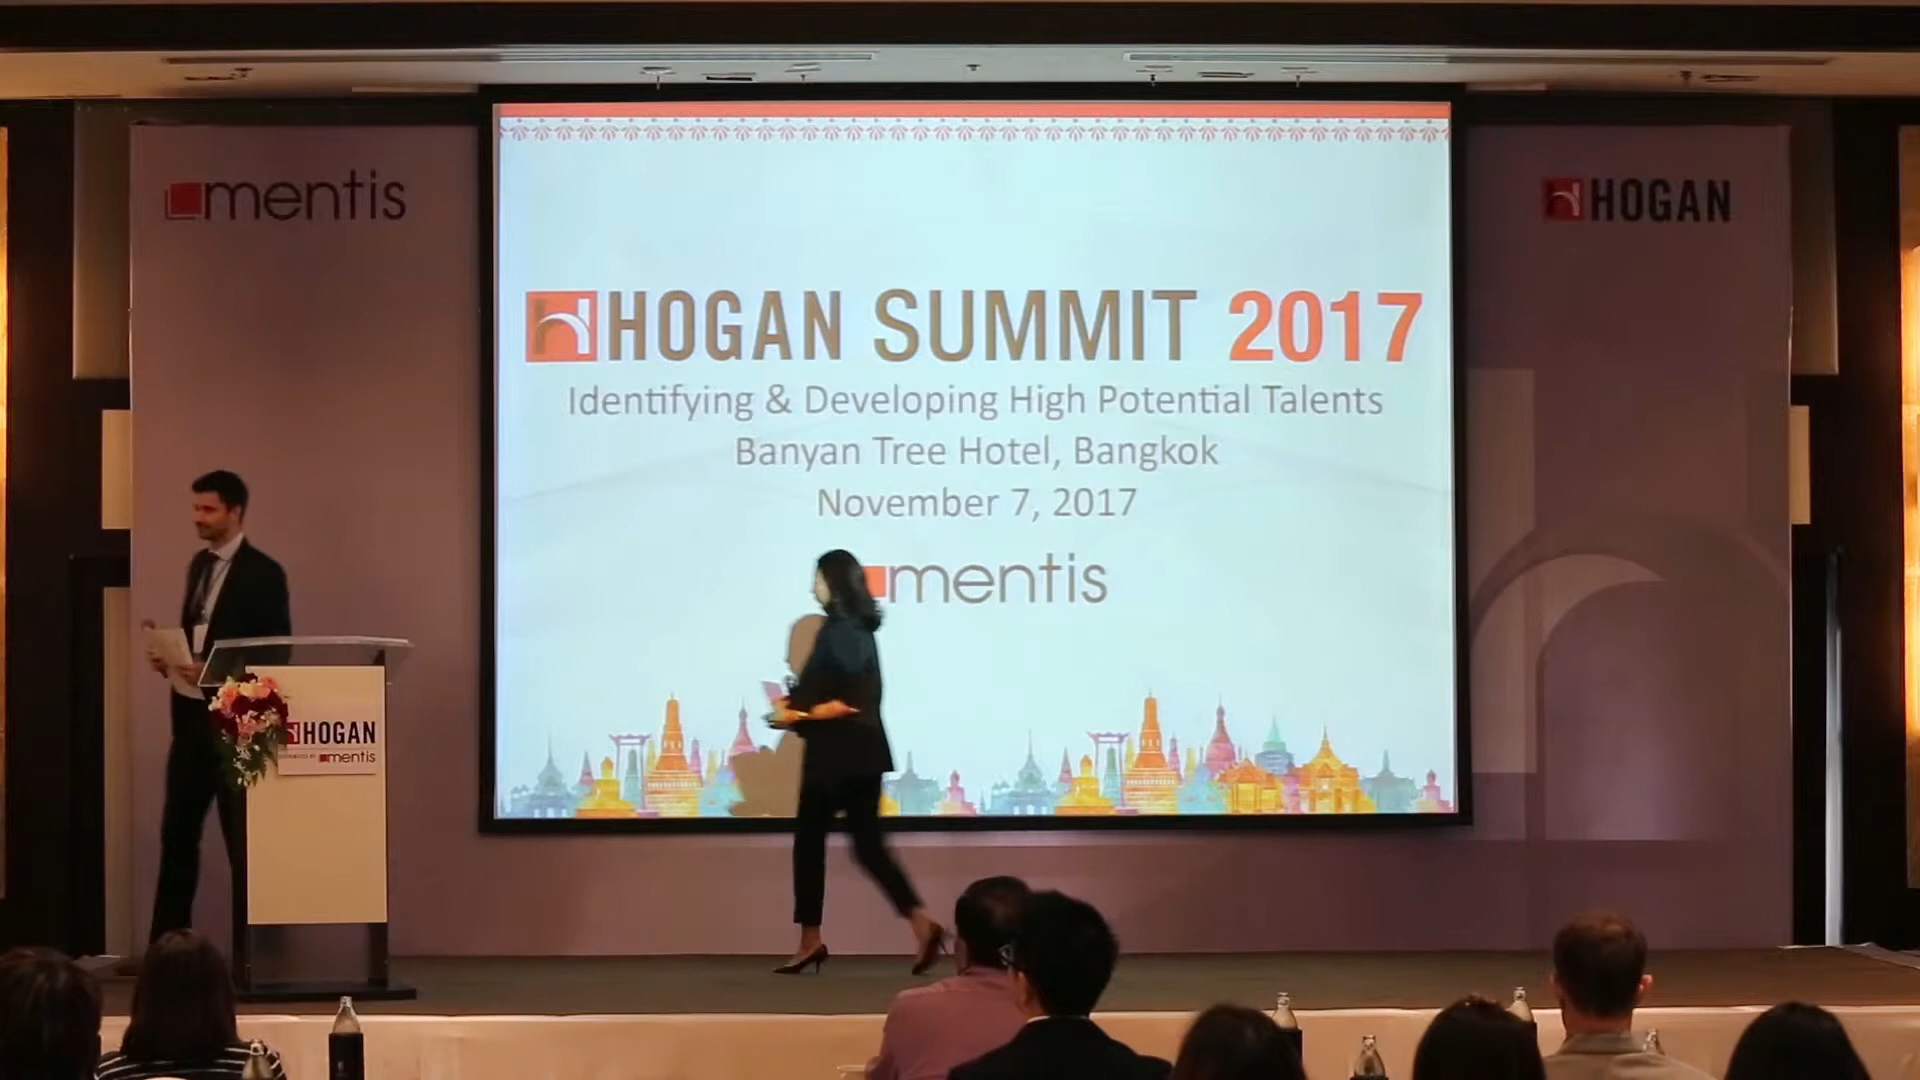 mentis
HOGAN
HOGAN SUMMIT 2017
Identifying & Developing High Potential Talents
Banyan Tree Hotel, Bangkok
November 7, 2017
mentis
HOGAN
mentis